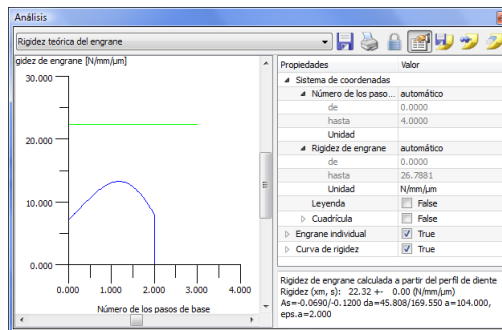 Análisis
Rigidez teórica del engrane
gidez de engrane [N/mm/µm]
30.000
20.000
10.000
0.000
0.000 1.000 2.000 3.000 4.000
Número de los pasos de base
Propiedades Valor
Sistema de coordenadas
Número de los paso... automático
de 0.0000
hasta 4.0000
Unidad
Rigidez de engrane automático
de 0.0000
hasta 26.7881
Unidad N/mm/µm
Leyenda False
Cuadrícula False
Engrane individual True
Curva de rigidez True
Rigidez de engrane calculada a partir del perfil de diente
Rigidez (xm, s): 22.32 +- 0.00 (N/mm/µm)
As=-0.0690/-0.1200 da=45.808/169.550 a=104.000,
eps.a=2.000